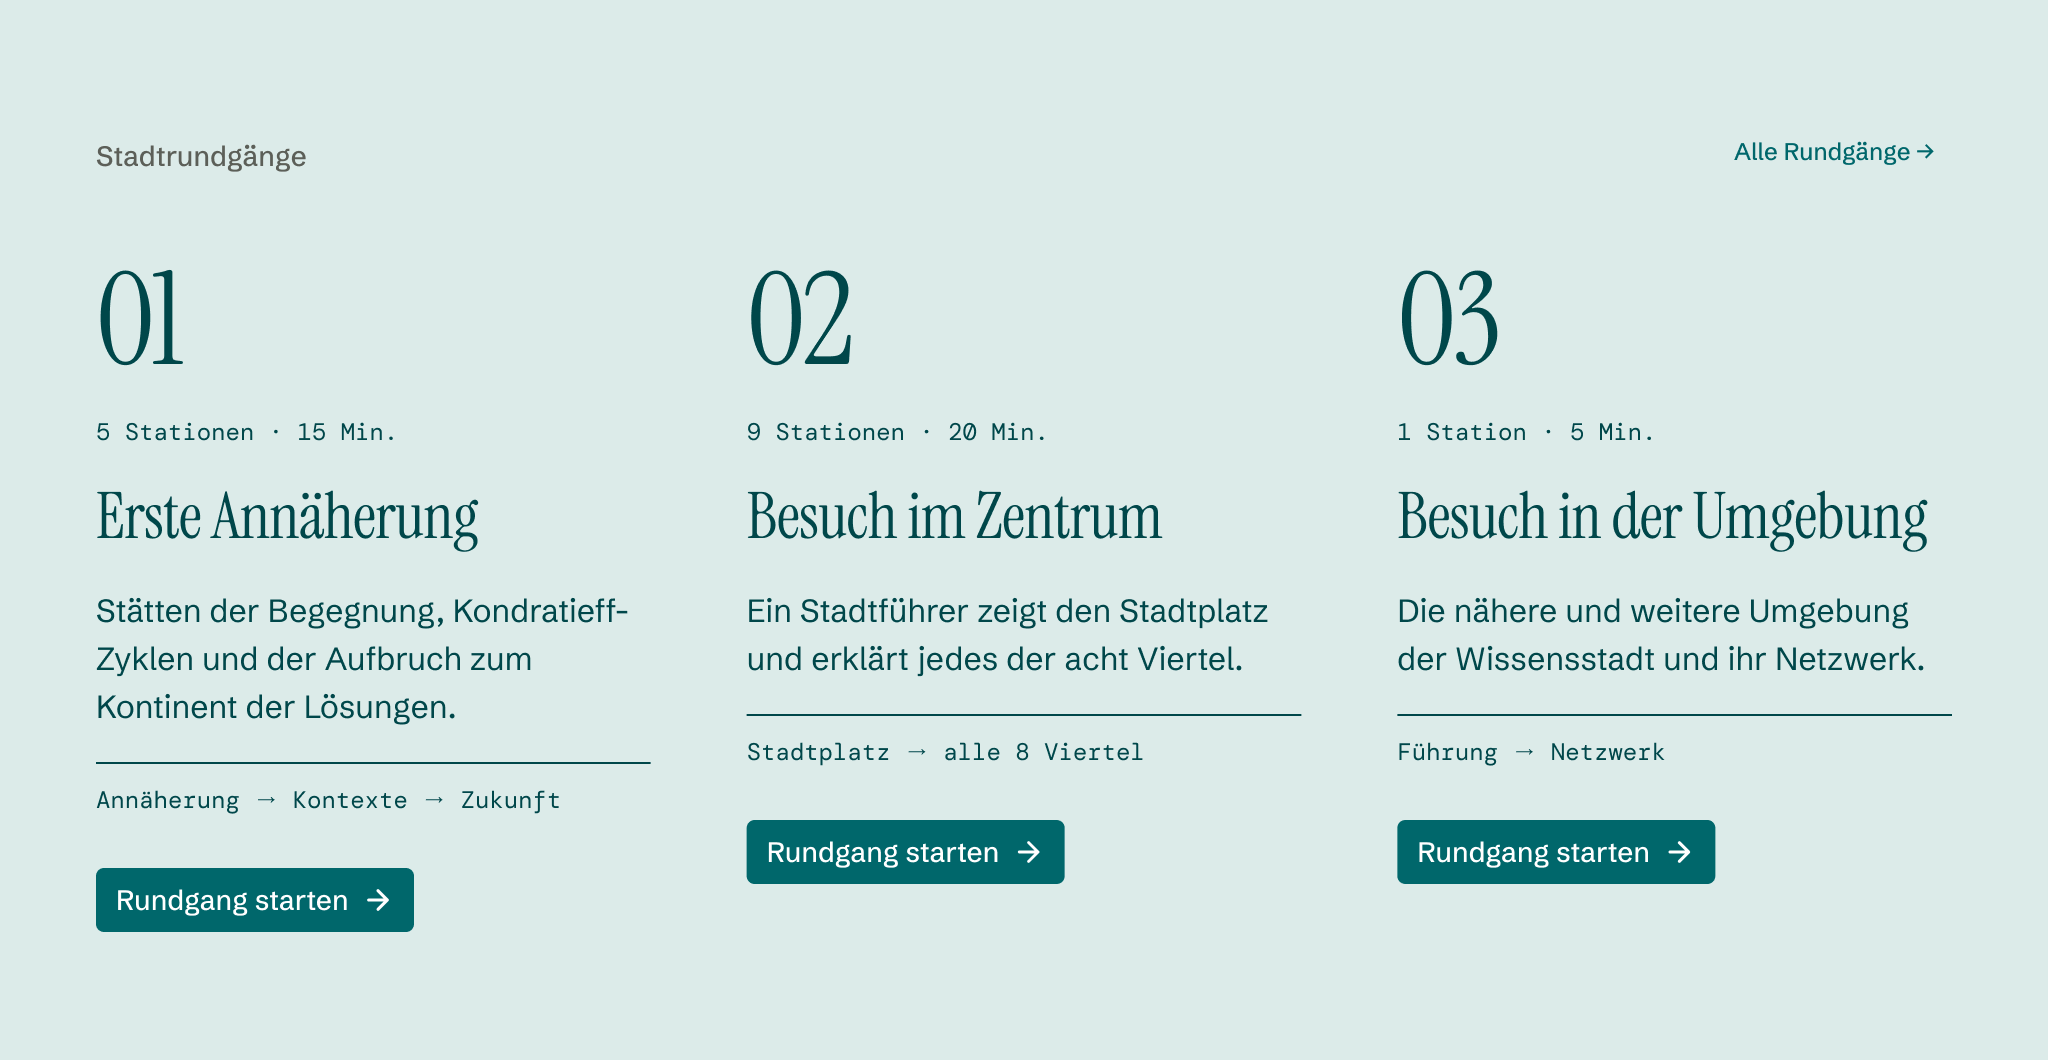 Stadtrundgänge
Alle Rundgänge →
01
5 Stationen · 15 Min.
Erste Annäherung
Stätten der Begegnung, Kondratieff-
Zyklen und der Aufbruch zum
Kontinent der Lösungen.
Annäherung → Kontexte → Zukunft
Rundgang starten →
02
9 Stationen · 20 Min.
Besuch im Zentrum
Ein Stadtführer zeigt den Stadtplatz
und erklärt jedes der acht Viertel.
Stadtplatz → alle 8 Viertel
Rundgang starten →
03
1 Station · 5 Min.
Besuch in der Umgebung
Die nähere und weitere Umgebung
der Wissensstadt und ihr Netzwerk.
Führung → Netzwerk
Rundgang starten →